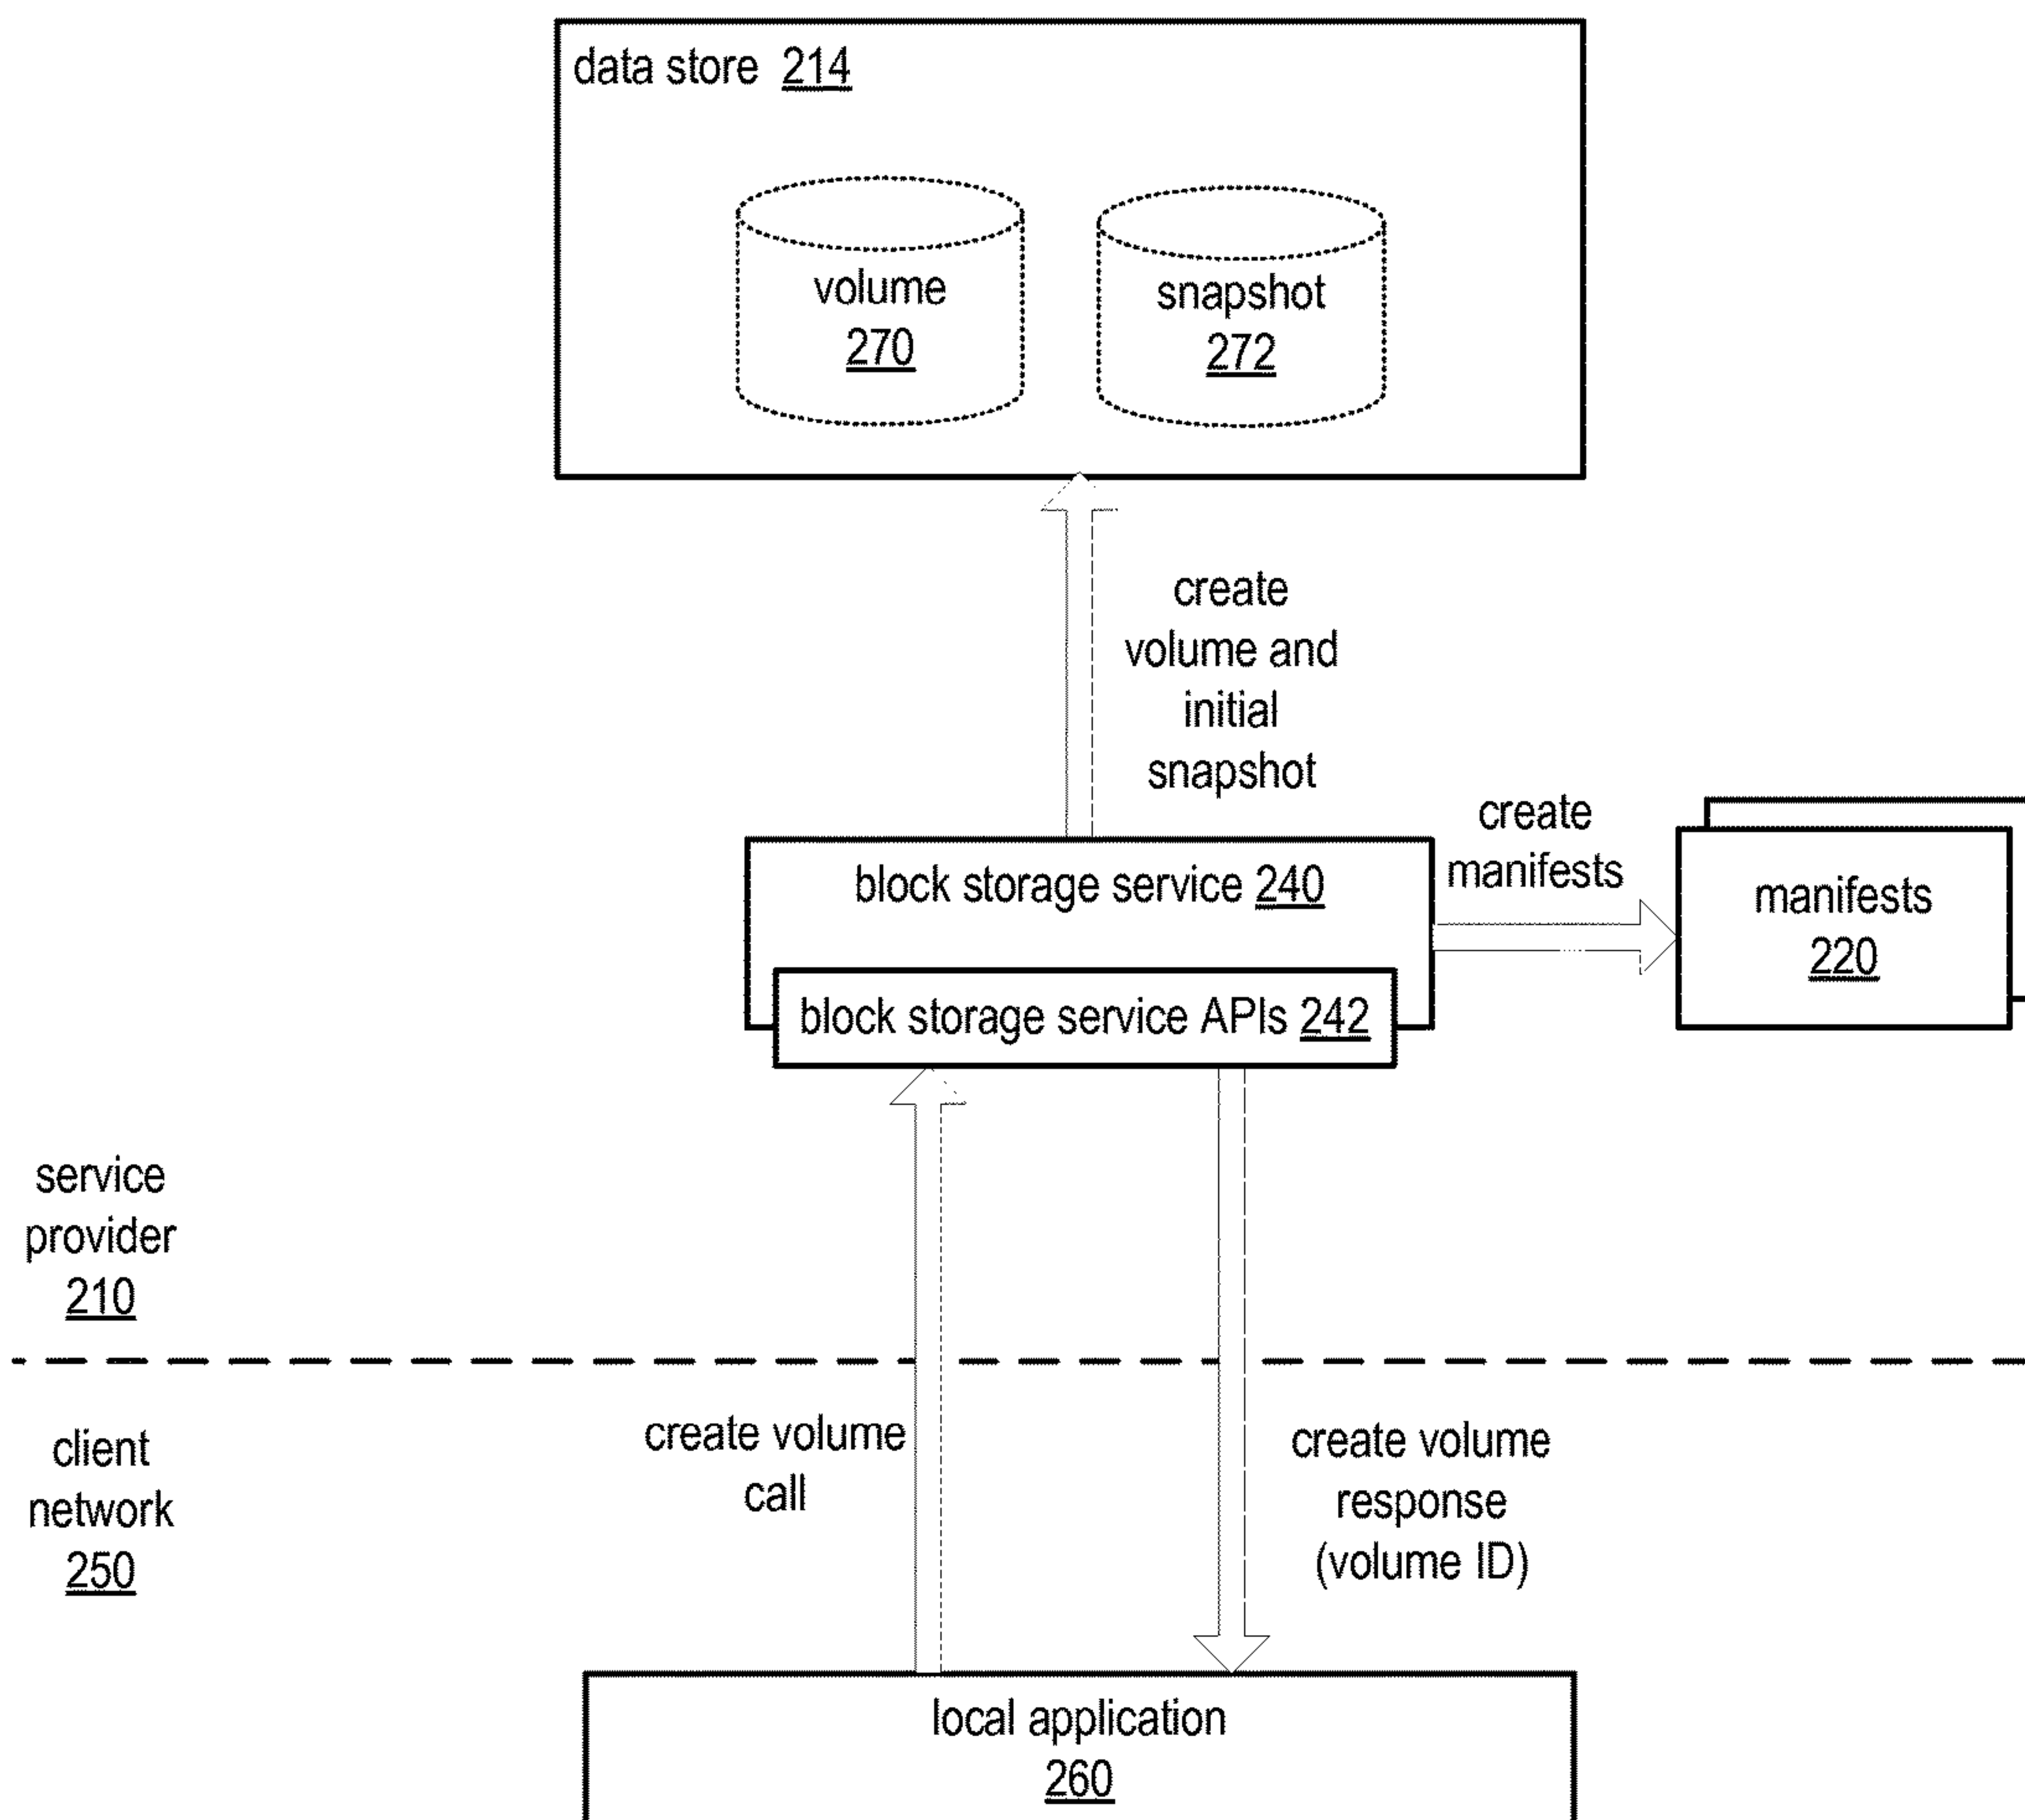 data store 214
volume
270
snapshot
272
create
volume and
initial
snapshot
create
manifests
block storage service 240
manifests
220
block storage service APIs 242
service
provider
210
client
network
250
create volume
call
create volume
response
(volume ID)
local application
260